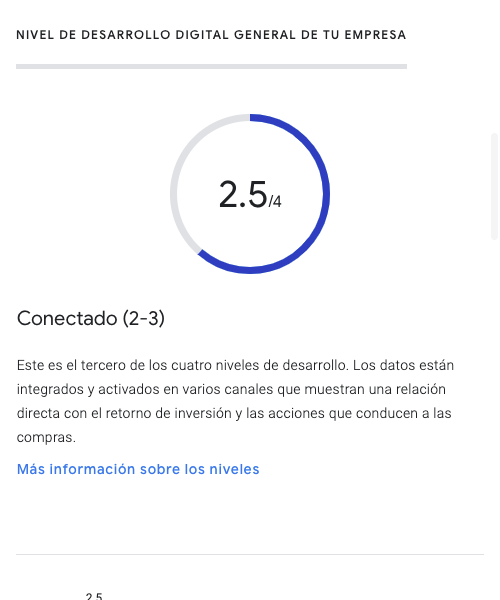 NIVEL DE DESARROLLO DIGITAL GENERAL DE TU EMPRESA
2.5/4
Conectado (2-3)
Este es el tercero de los cuatro niveles de desarrollo. Los datos están
integrados y activados en varios canales que muestran una relación
directa con el retorno de inversión y las acciones que conducen a las
compras.
Más información sobre los niveles
2.5